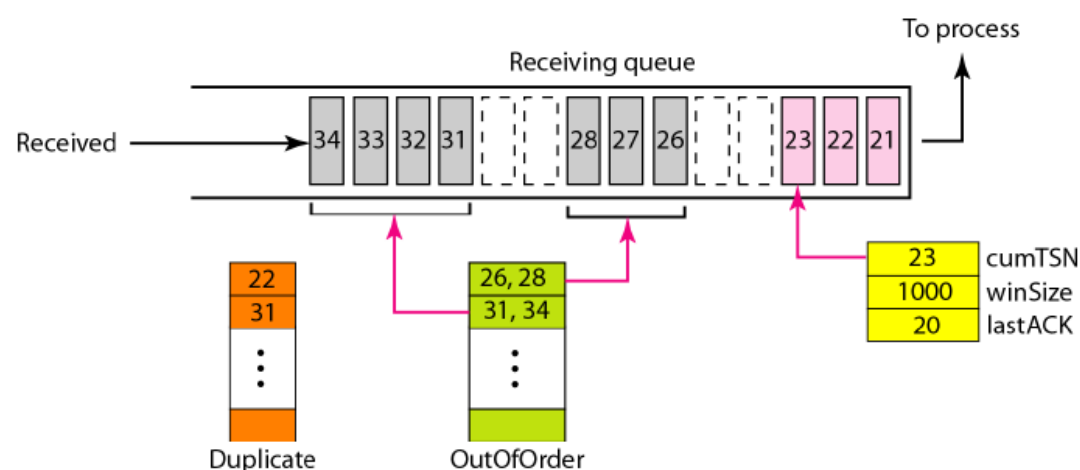 To process
Receiving queue
Received
34 33 32 31 28 27 26 23 22 21
23 cumTSN
1000 winSize
20 lastACK
22
31
26, 28
31, 34
Duplicate
OutOfOrder